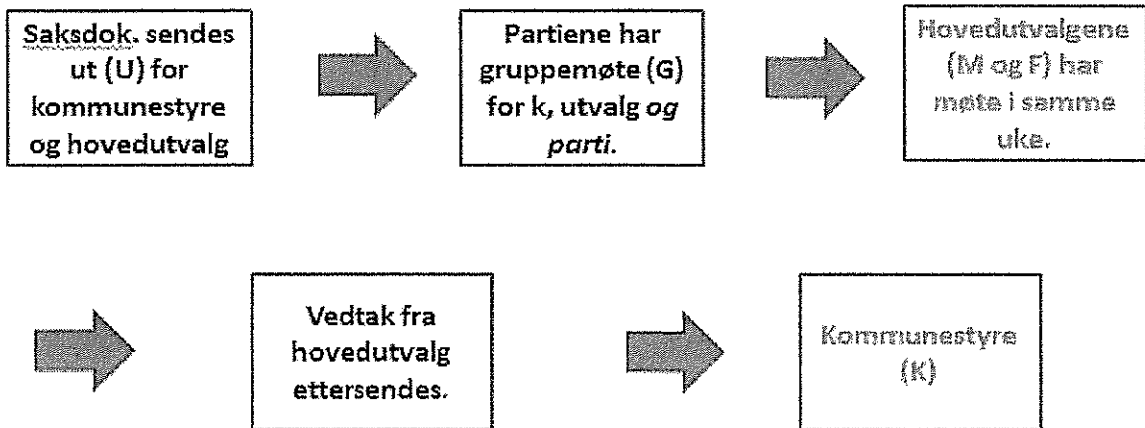 Saksdok. sendes
ut (U) for
kommunestyre
og hovedutvalg
Partiene har
gruppemøte (G)
for k, utvalg og
parti.
Hovedutvalgene
(M og F) har
møte i samme
uke.
Vedtak fra
hovedutvalg
ettersendes.
Kommunestyre
(K)